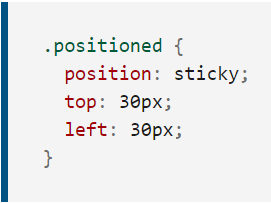 .positioned {
  position: sticky;
  top: 30px;
  left: 30px;
}